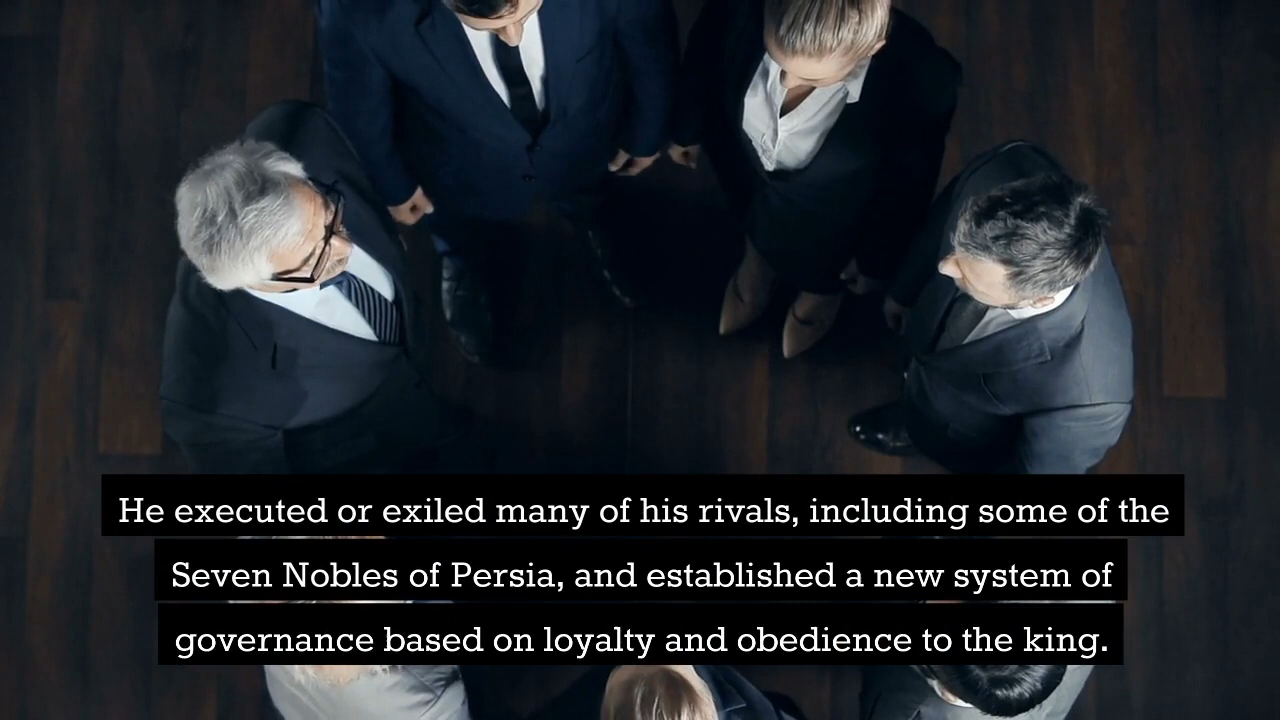 He executed or exiled many of his rivals, including some of the
Seven Nobles of Persia, and established a new system of
governance based on loyalty and obedience to the king.